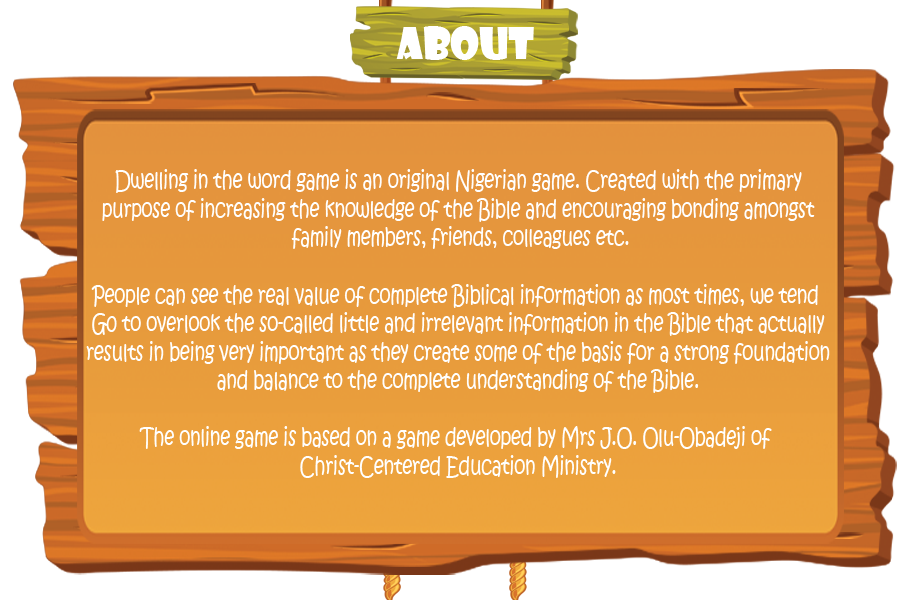 ABOUT
Dwelling in the word game is an original Nigerian game. Created with the primary
purpose of increasing the knowledge of the Bible and encouraging bonding amongst
family members, friends, colleagues etc.
People can see the real value of complete Biblical information as most times, we tend
Go to overlook the so-called little and irrelevant information in the Bible that actually
results in being very important as they create some of the basis for a strong foundation
and balance to the complete understanding of the Bible.
The online game is based on a game developed by Mrs J.O. Olu-Obadeji of
Christ-Centered Education Ministry.